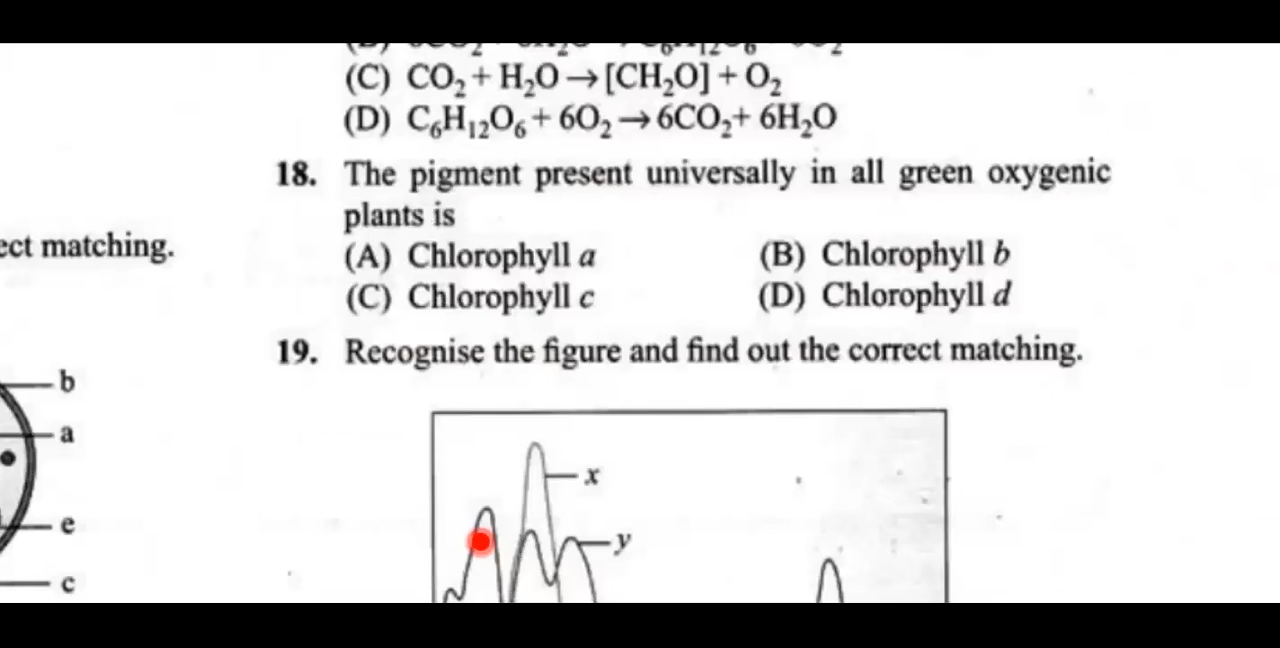 (C) CO₂ + H₂O → [CH₂O] + O₂
(D) C₆H₁₂O₆ + 6O₂ → 6CO₂ + 6H₂O
18. The pigment present universally in all green oxygenic
plants is
(A) Chlorophyll a (B) Chlorophyll b
(C) Chlorophyll c (D) Chlorophyll d
ect matching.
19. Recognise the figure and find out the correct matching.
b
a
e
c
x
y